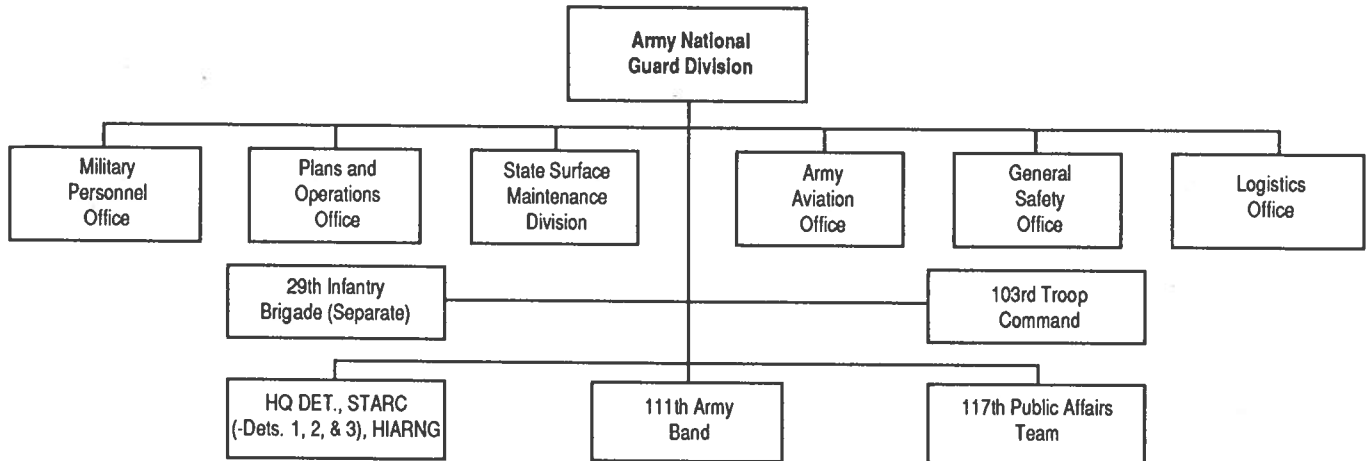 Army National
Guard Division
Military
Personnel
Office
Plans and
Operations
Office
State Surface
Maintenance
Division
Army
Aviation
Office
General
Safety
Office
Logistics
Office
29th Infantry
Brigade (Separate)
103rd Troop
Command
HQ DET., STARC
(-Dets. 1, 2, & 3), HIARNG
111th Army
Band
117th Public Affairs
Team